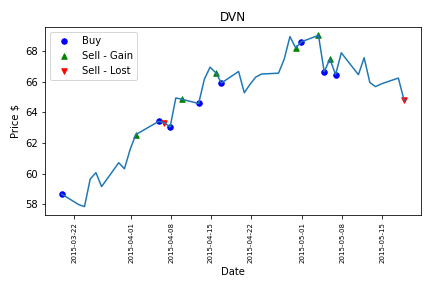 DVN
Buy
Sell - Gain
Sell - Lost
Price $
68
66
64
62
60
58
2015-03-22
2015-04-01
2015-04-08
2015-04-15
2015-04-22
2015-05-01
2015-05-08
2015-05-15
Date